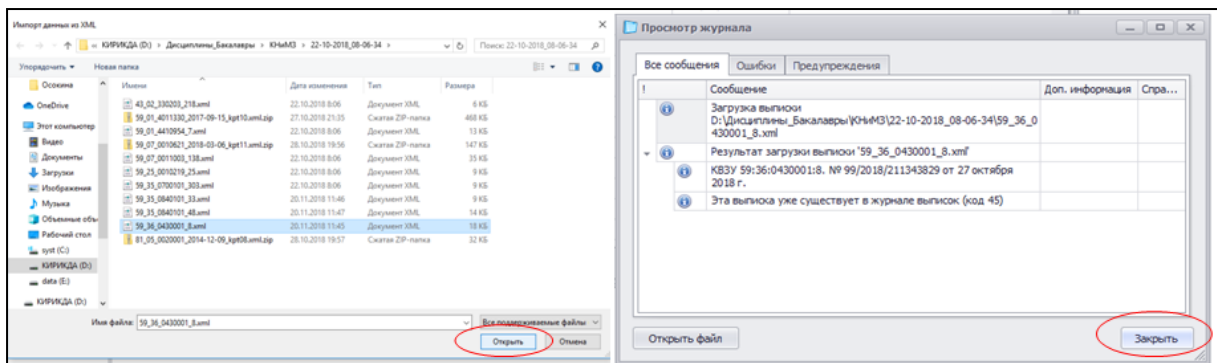 Импорт данных из XML
« КИРИКДА (D:) › Дисциплины_Бакалавры › КНиМЗ › 22-10-2018_08-06-34 ›
Поиск: 22-10-2018_08-06-34
Упорядочить
Новая папка
Осокина
OneDrive
Этот компьютер
Видео
Документы
Загрузки
Изображения
Музыка
Объемные объ
Рабочий стол
syst (C:)
КИРИКДА (D:)
data (E:)
КИРИКДА (D:)
Имя Дата изменения Тип Размер
43_02_330203_218.xml 22.10.2018 8:06 Документ XML 6 КБ
59_01_4011330_2017-09-15_kpt10.xml.zip 27.10.2018 21:35 Сжатая ZIP-папка 468 КБ
59_01_4410954_7.xml 22.10.2018 8:06 Документ XML 13 КБ
59_07_0010621_2018-03-06_kpt11.xml.zip 28.10.2018 19:56 Сжатая ZIP-папка 147 КБ
59_07_0011003_138.xml 22.10.2018 8:06 Документ XML 35 КБ
59_25_0010219_25.xml 22.10.2018 8:06 Документ XML 9 КБ
59_35_0700101_303.xml 22.10.2018 8:06 Документ XML 9 КБ
59_35_0840101_33.xml 20.11.2018 11:46 Документ XML 9 КБ
59_35_0840101_48.xml 20.11.2018 11:47 Документ XML 14 КБ
59_36_0430001_8.xml 20.11.2018 11:45 Документ XML 18 КБ
81_05_0020001_2014-12-09_kpt08.xml.zip 28.10.2018 19:57 Сжатая ZIP-папка 32 КБ
Имя файла: 59_36_0430001_8.xml
Все поддерживаемые файлы
Открыть Отмена
Просмотр журнала
Все сообщения Ошибки Предупреждения
! Сообщение Доп. информация Спра...
Загрузка выписки
D:\Дисциплины_Бакалавры\КНиМЗ\22-10-2018_08-06-34\59_36_0
430001_8.xml
Результат загрузки выписки '59_36_0430001_8.xml'
КВЗУ 59:36:0430001:8. № 99/2018/211343829 от 27 октября
2018 г.
Эта выписка уже существует в журнале выписок (код 45)
Открыть файл Закрыть